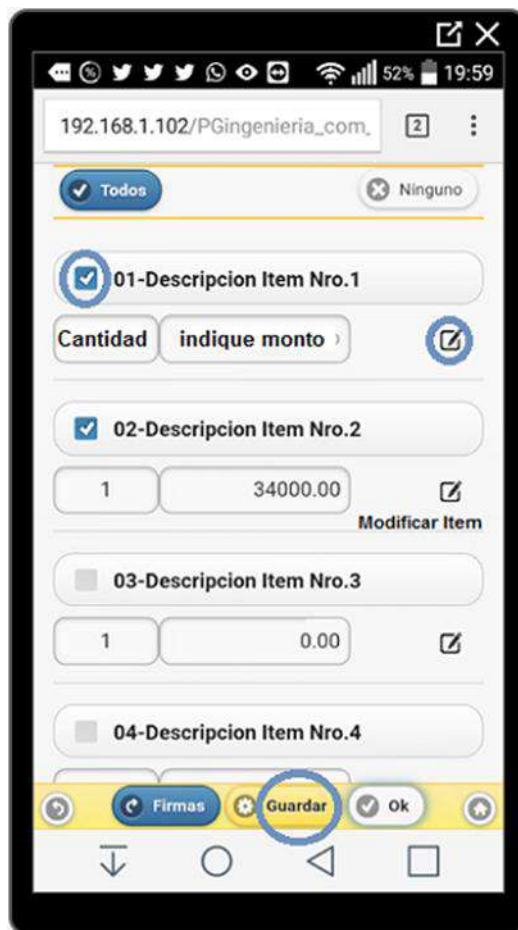 52% 19:59
192.168.1.102/PGingenieria_com_ 2
Todos Ninguno
01-Descripcion Item Nro.1
Cantidad indique monto
02-Descripcion Item Nro.2
1 34000.00
Modificar Item
03-Descripcion Item Nro.3
1 0.00
04-Descripcion Item Nro.4
Firmas Guardar Ok